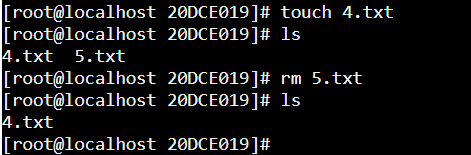 [root@localhost 20DCE019]# touch 4.txt
[root@localhost 20DCE019]# ls
4.txt  5.txt
[root@localhost 20DCE019]# rm 5.txt
[root@localhost 20DCE019]# ls
4.txt
[root@localhost 20DCE019]#